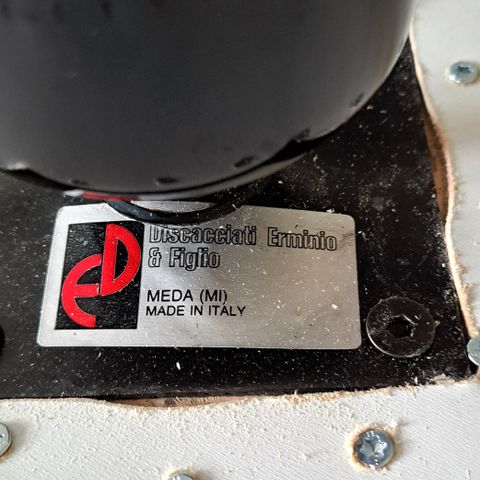 ED
Discacciati Erminio
& Figlio
MEDA (MI)
MADE IN ITALY